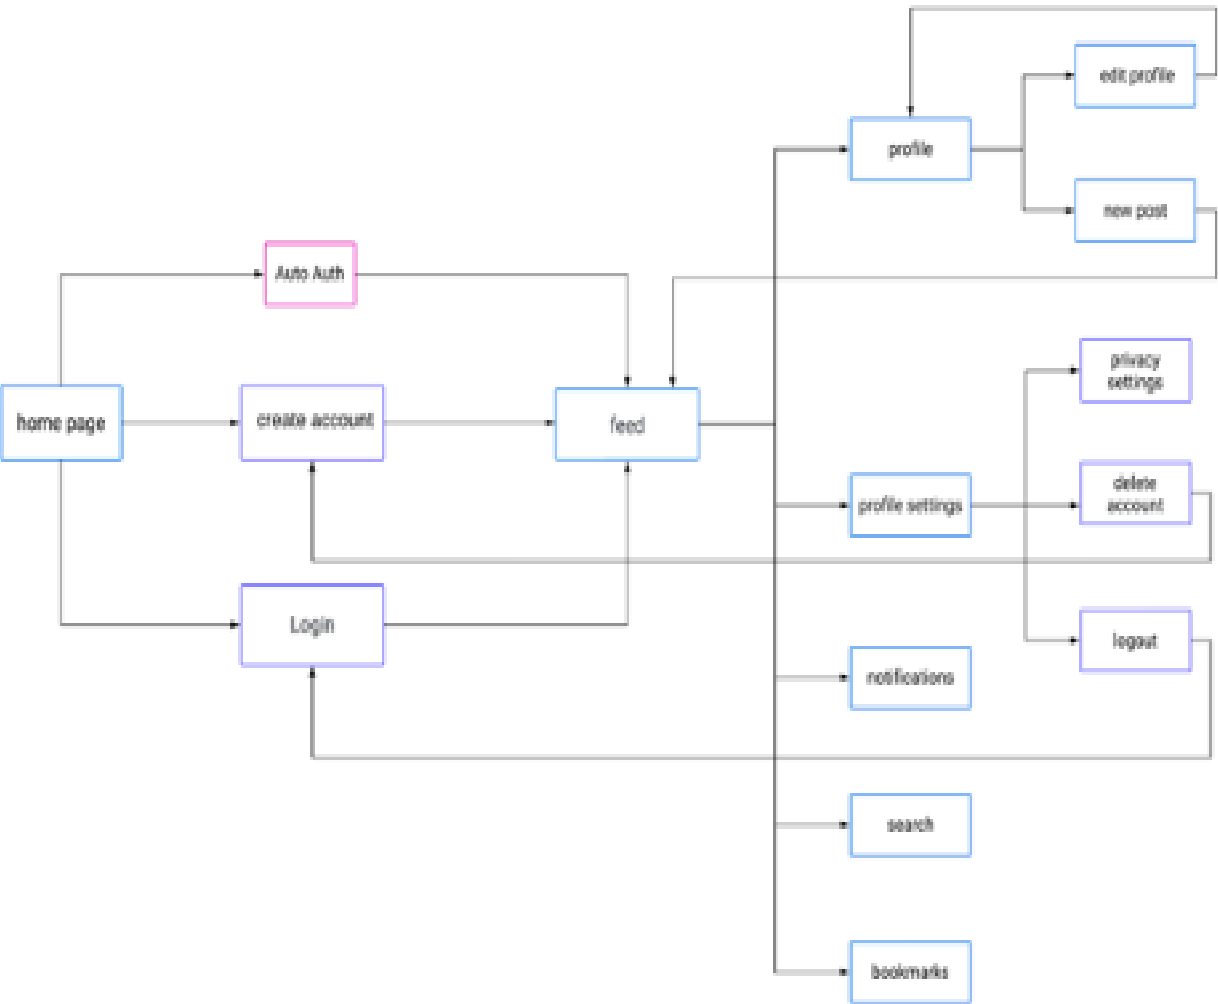 edit profile
profile
new post
Auto Auth
privacy
settings
home page
create account
feed
delete
account
profile settings
Login
logout
notifications
search
bookmarks